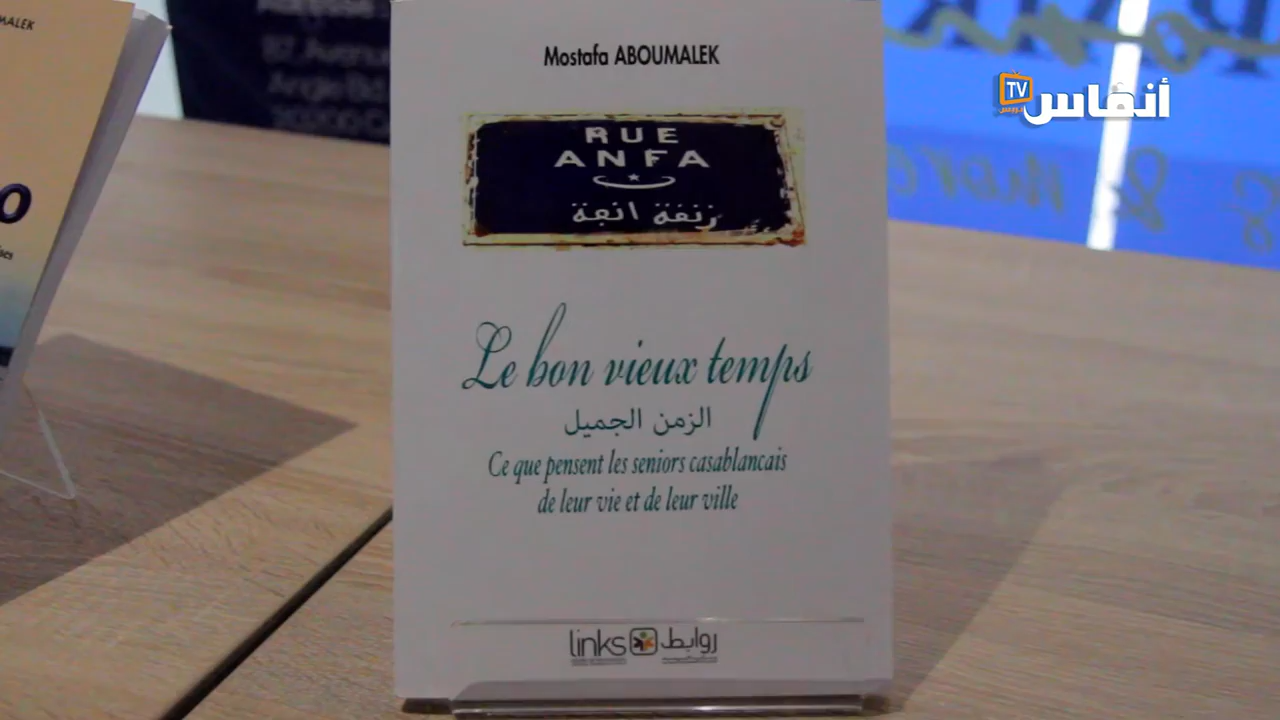 Mostafa ABOUMALEK
RUE
ANFA
زنقة انفة
Le bon vieux temps
الزمن الجميل
Ce que pensent les seniors casablancais
de leur vie et de leur ville
links روابط
أنفاس
TV
MALEK